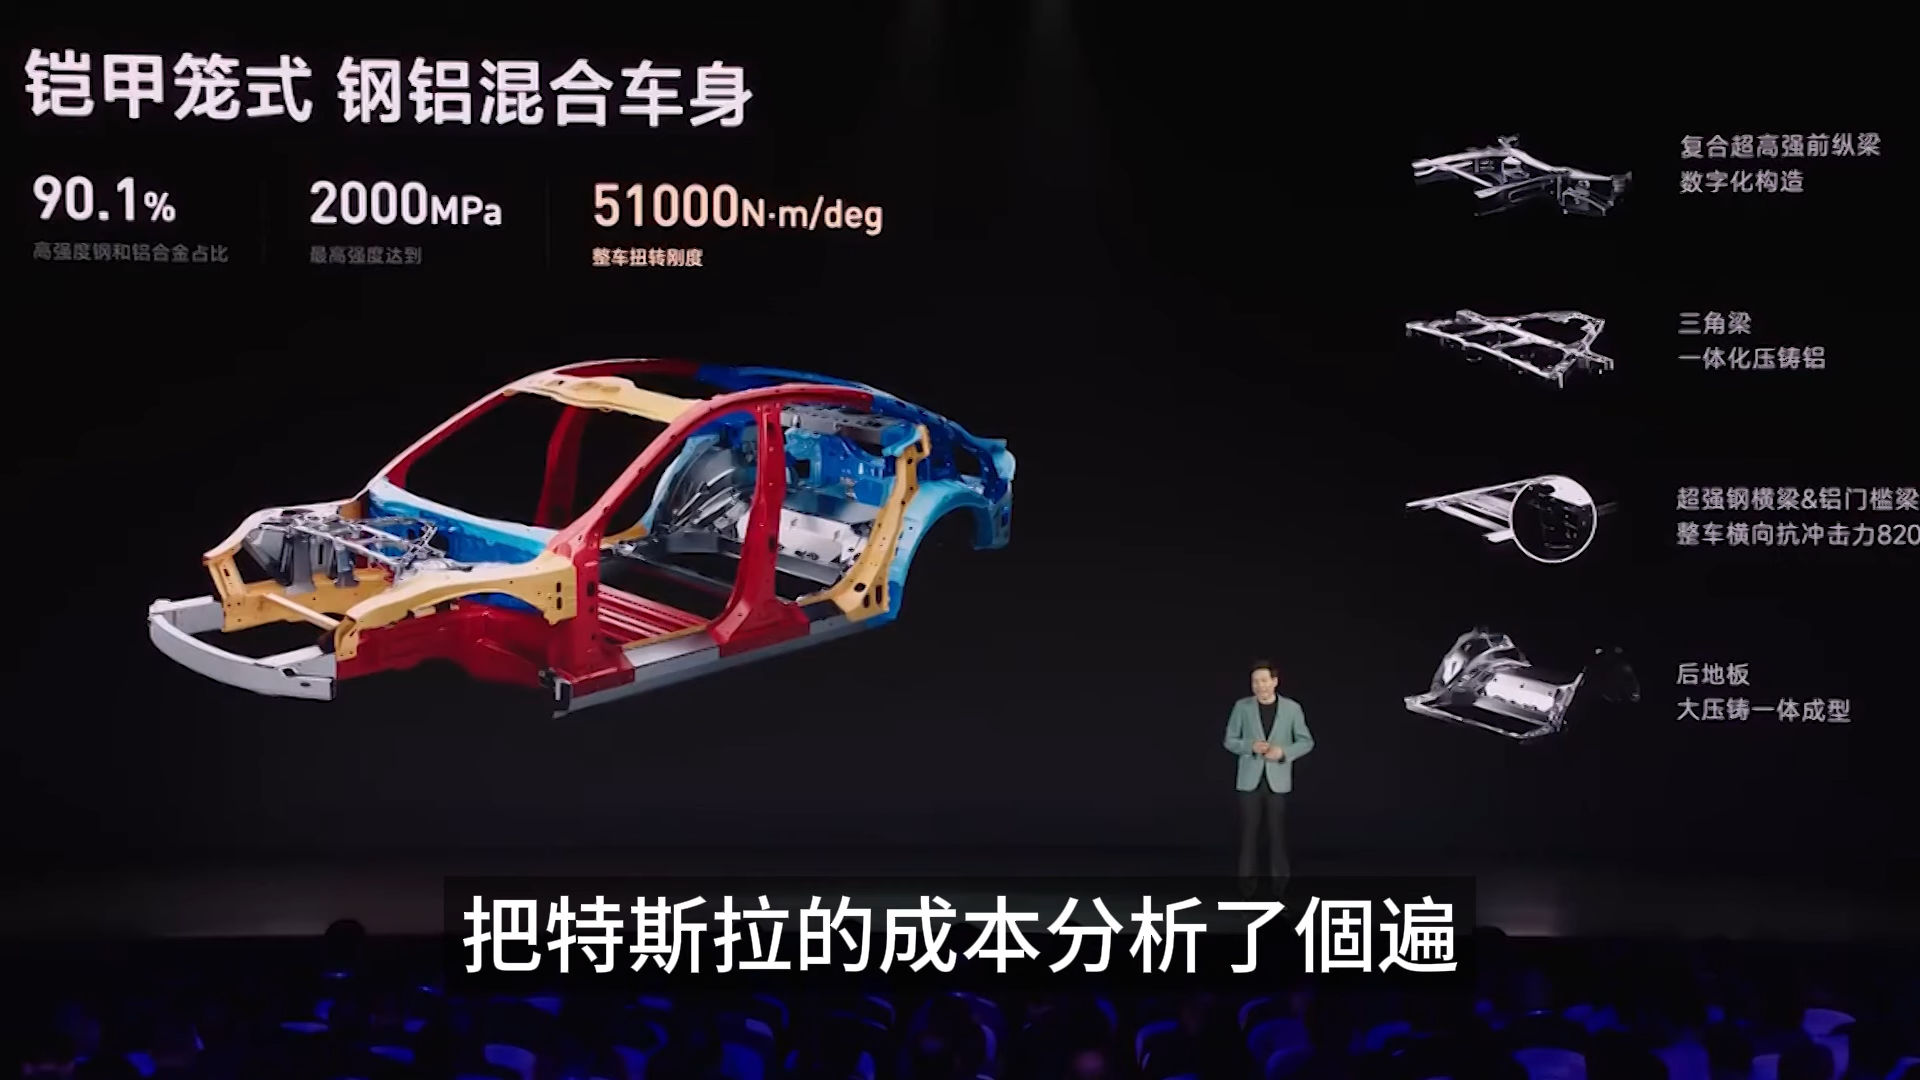 铠甲笼式 钢铝混合车身
90.1%
高强度钢和铝合金占比
2000MPa
最高强度达到
51000N·m/deg
整车扭转刚度
复合超高强前纵梁
数字化构造
三角梁
一体化压铸铝
超强钢横梁&铝门槛梁
整车横向抗冲击力820
后地板
大压铸一体成型
把特斯拉的成本分析了個遍